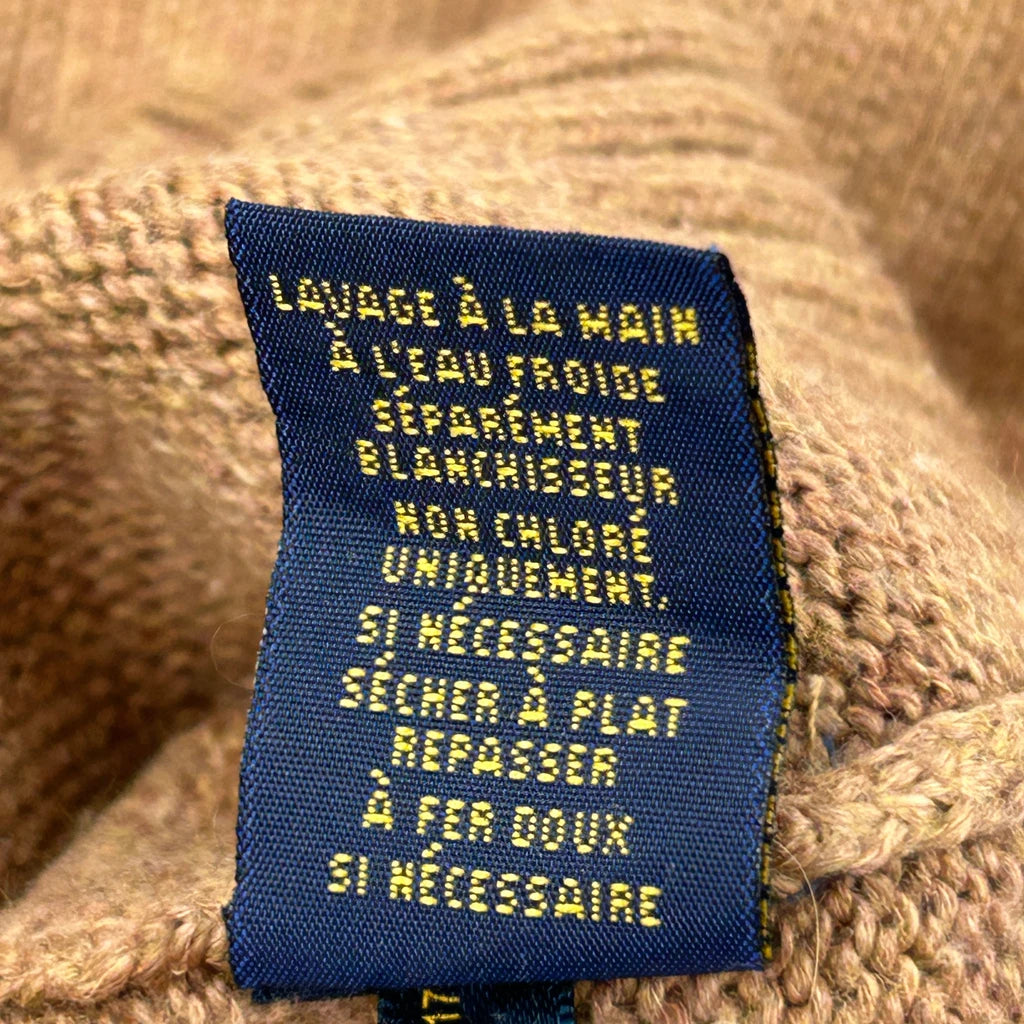 LAVAGE À LA MAIN
À L'EAU FROIDE
SÉPARÉMENT
BLANCHISSEUR
NON CHLORÉ
UNIQUEMENT.
SI NÉCESSAIRE
SÉCHER À PLAT
REPASSER
À FER DOUX
SI NÉCESSAIRE
17